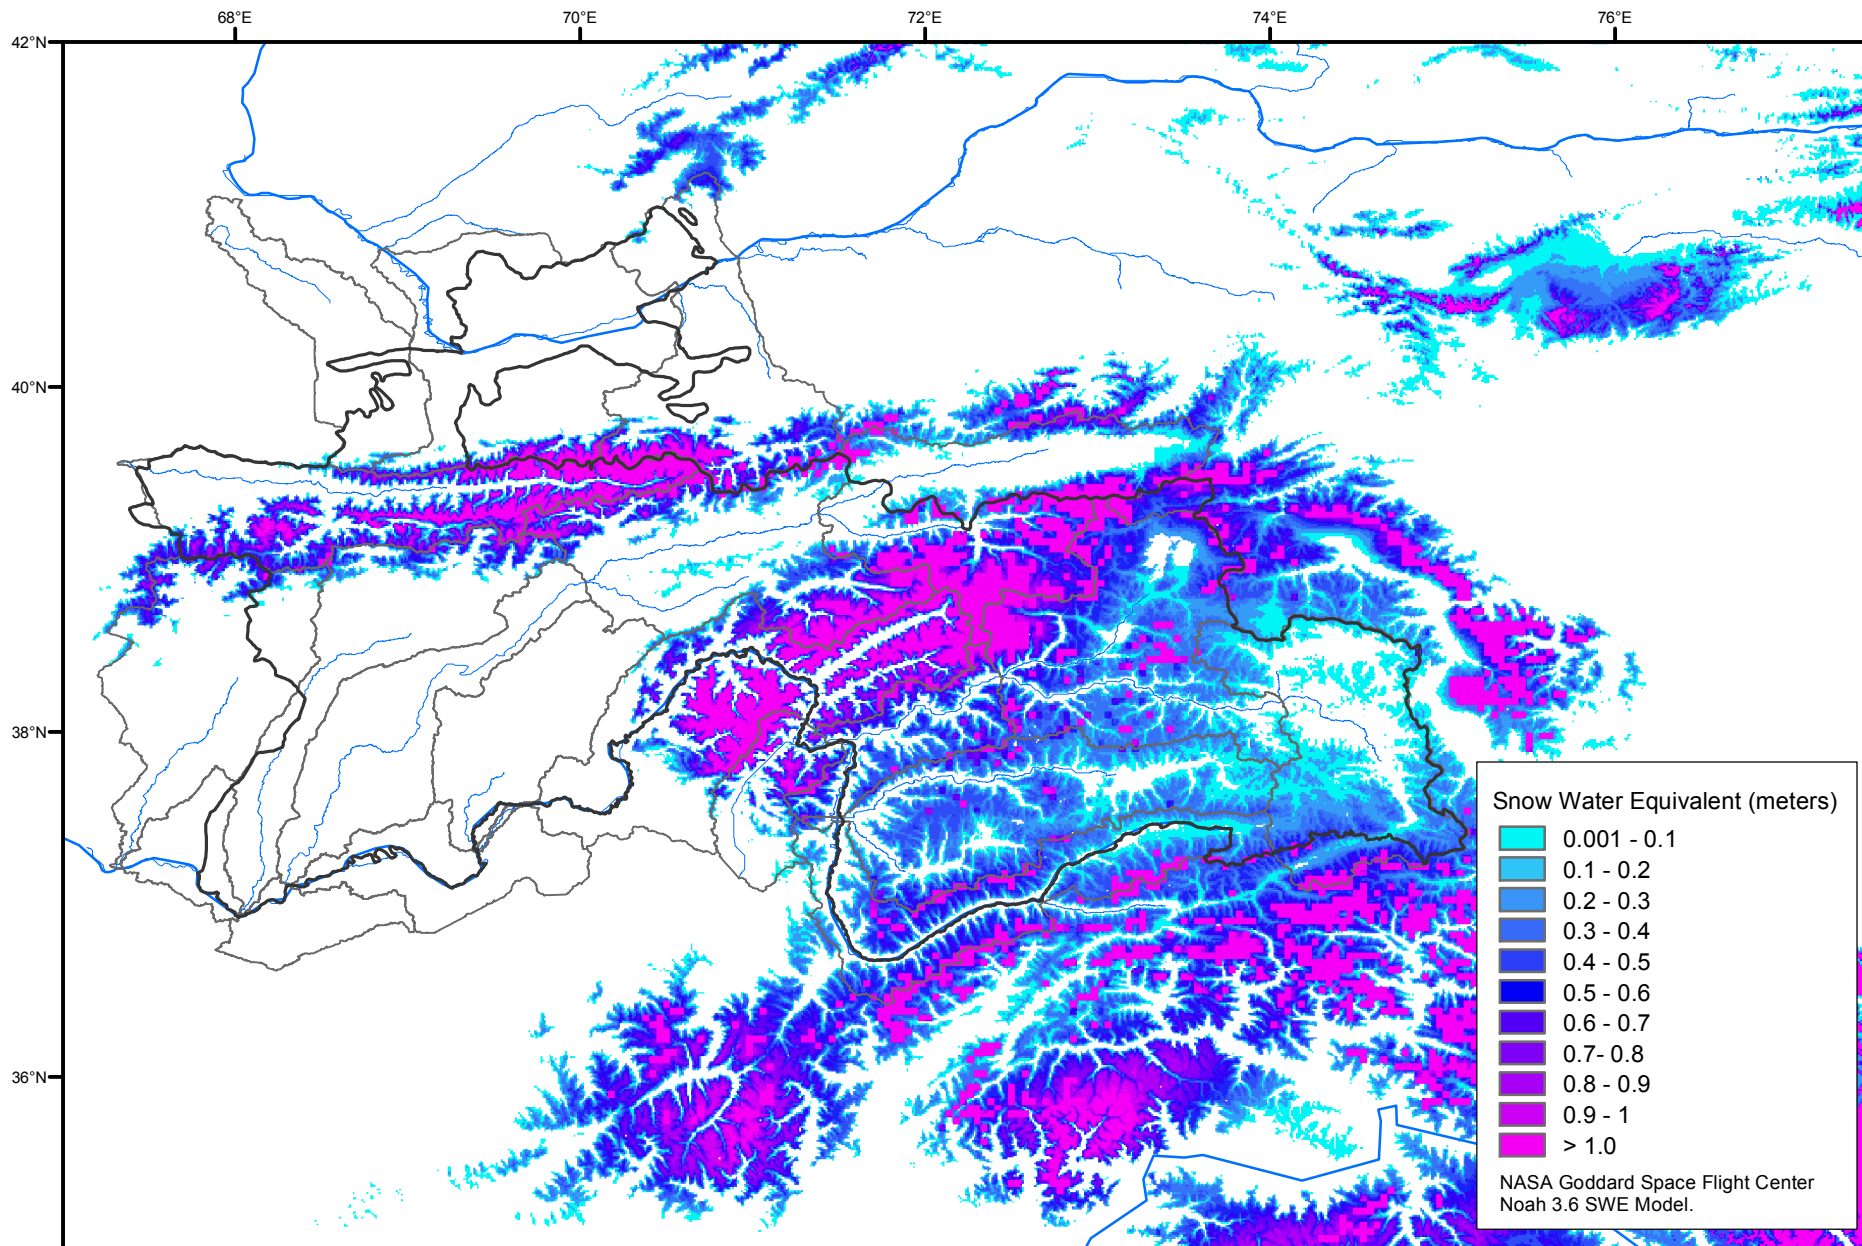 68°E
70°E
72°E
74°E
76°E
42°N
40°N
38°N
36°N
Snow Water Equivalent (meters)
0.001 - 0.1
0.1 - 0.2
0.2 - 0.3
0.3 - 0.4
0.4 - 0.5
0.5 - 0.6
0.6 - 0.7
0.7- 0.8
0.8 - 0.9
0.9 - 1
> 1.0
NASA Goddard Space Flight Center
Noah 3.6 SWE Model.